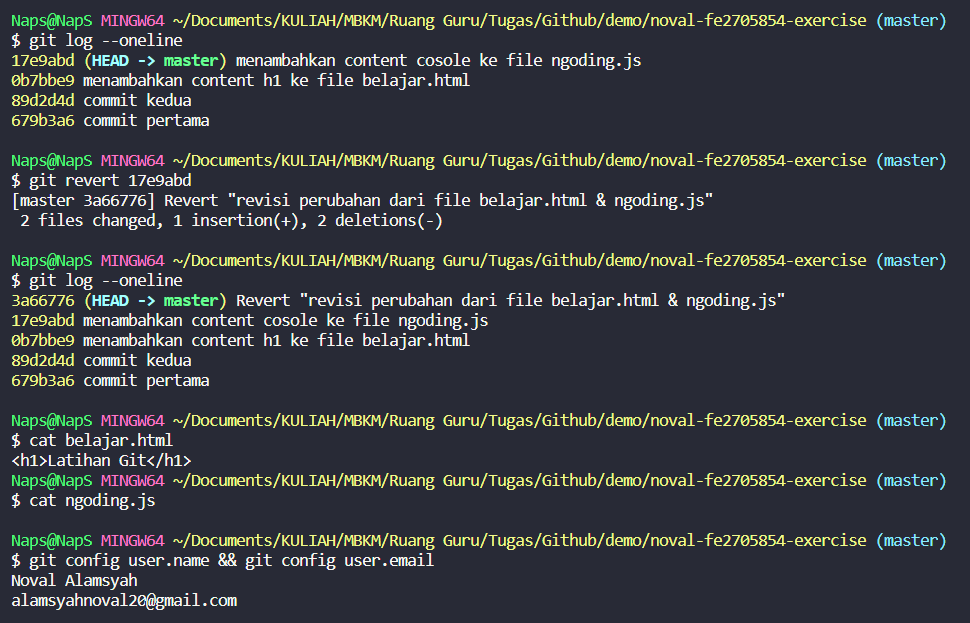 Naps@NapS MINGW64 ~/Documents/KULIAH/MBKM/Ruang Guru/Tugas/Github/demo/noval-fe2705854-exercise (master)
$ git log --oneline
17e9abd (HEAD -> master) menambahkan content cosole ke file ngoding.js
0b7bbe9 menambahkan content h1 ke file belajar.html
89d2d4d commit kedua
679b3a6 commit pertama
Naps@NapS MINGW64 ~/Documents/KULIAH/MBKM/Ruang Guru/Tugas/Github/demo/noval-fe2705854-exercise (master)
$ git revert 17e9abd
[master 3a66776] Revert "revisi perubahan dari file belajar.html & ngoding.js"
2 files changed, 1 insertion(+), 2 deletions(-)
Naps@NapS MINGW64 ~/Documents/KULIAH/MBKM/Ruang Guru/Tugas/Github/demo/noval-fe2705854-exercise (master)
$ git log --oneline
3a66776 (HEAD -> master) Revert "revisi perubahan dari file belajar.html & ngoding.js"
17e9abd menambahkan content cosole ke file ngoding.js
0b7bbe9 menambahkan content h1 ke file belajar.html
89d2d4d commit kedua
679b3a6 commit pertama
Naps@NapS MINGW64 ~/Documents/KULIAH/MBKM/Ruang Guru/Tugas/Github/demo/noval-fe2705854-exercise (master)
$ cat belajar.html
<h1>Latihan Git</h1>
Naps@NapS MINGW64 ~/Documents/KULIAH/MBKM/Ruang Guru/Tugas/Github/demo/noval-fe2705854-exercise (master)
$ cat ngoding.js
Naps@NapS MINGW64 ~/Documents/KULIAH/MBKM/Ruang Guru/Tugas/Github/demo/noval-fe2705854-exercise (master)
$ git config user.name && git config user.email
Noval Alamsyah
alamsyahnoval20@gmail.com